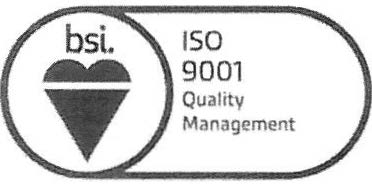 bsi.
ISO
9001
Quality
Management